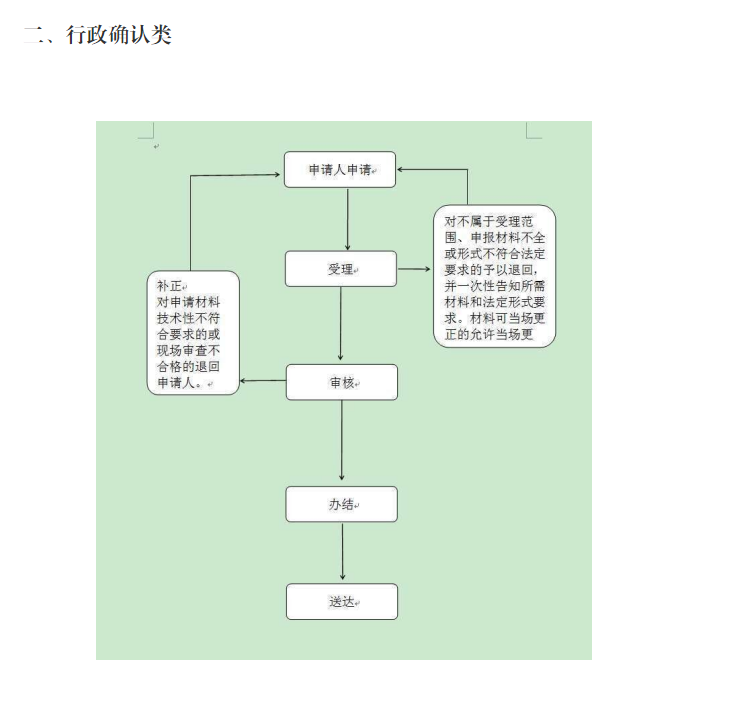 二、行政确认类
申请人申请
对不属于受理范
围、申报材料不全
或形式不符合法定
要求的予以退回，
并一次性告知所需
材料和法定形式要
求。材料可当场更
正的允许当场更
受理
补正
对申请材料
技术性不符
合要求的或
现场审查不
合格的退回
申请人。
审核
办结
送达